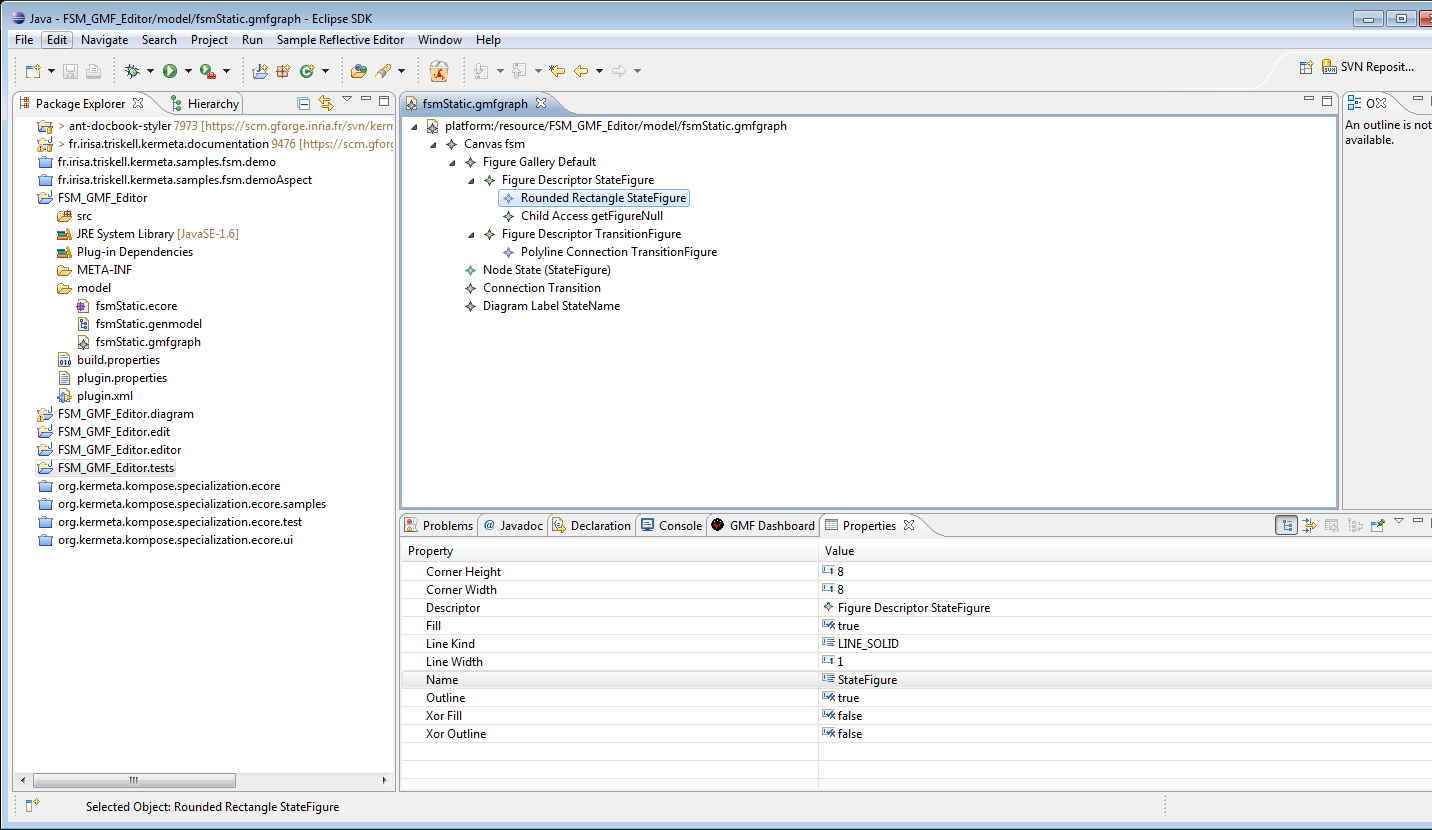 Java - FSM_GMF_Editor/model/fsmStatic.gmfgraph - Eclipse SDK
File Edit Navigate Search Project Run Sample Reflective Editor Window Help
SVN Reposit...
Package Explorer
Hierarchy
> ant-docbook-styler 7973 [https://scm.gforge.inria.fr/svn/kerm
> fr.irisa.triskell.kermeta.documentation 9476 [https://scm.gforg
fr.irisa.triskell.kermeta.samples.fsm.demo
fr.irisa.triskell.kermeta.samples.fsm.demoAspect
FSM_GMF_Editor
src
JRE System Library [JavaSE-1.6]
Plug-in Dependencies
META-INF
model
fsmStatic.ecore
fsmStatic.genmodel
fsmStatic.gmfgraph
build.properties
plugin.properties
plugin.xml
FSM_GMF_Editor.diagram
FSM_GMF_Editor.edit
FSM_GMF_Editor.editor
FSM_GMF_Editor.tests
org.kermeta.kompose.specialization.ecore
org.kermeta.kompose.specialization.ecore.samples
org.kermeta.kompose.specialization.ecore.test
org.kermeta.kompose.specialization.ecore.ui
fsmStatic.gmfgraph
platform:/resource/FSM_GMF_Editor/model/fsmStatic.gmfgraph
Canvas fsm
Figure Gallery Default
Figure Descriptor StateFigure
Rounded Rectangle StateFigure
Child Access getFigureNull
Figure Descriptor TransitionFigure
Polyline Connection TransitionFigure
Node State (StateFigure)
Connection Transition
Diagram Label StateName
O
An outline is not
available.
Problems @ Javadoc Declaration Console GMF Dashboard Properties
Property Value
Corner Height 8
Corner Width 8
Descriptor Figure Descriptor StateFigure
Fill true
Line Kind LINE_SOLID
Line Width 1
Name StateFigure
Outline true
Xor Fill false
Xor Outline false
Selected Object: Rounded Rectangle StateFigure